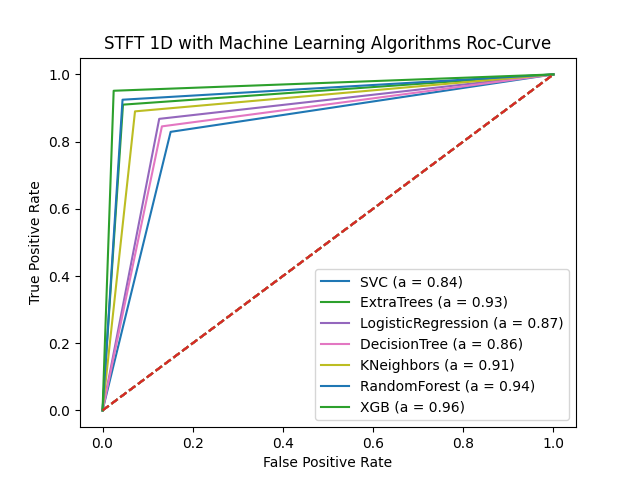 STFT 1D with Machine Learning Algorithms Roc-Curve
True Positive Rate
1.0
0.8
0.6
0.4
0.2
0.0
SVC (a = 0.84)
ExtraTrees (a = 0.93)
LogisticRegression (a = 0.87)
DecisionTree (a = 0.86)
KNeighbors (a = 0.91)
RandomForest (a = 0.94)
XGB (a = 0.96)
0.0 0.2 0.4 0.6 0.8 1.0
False Positive Rate